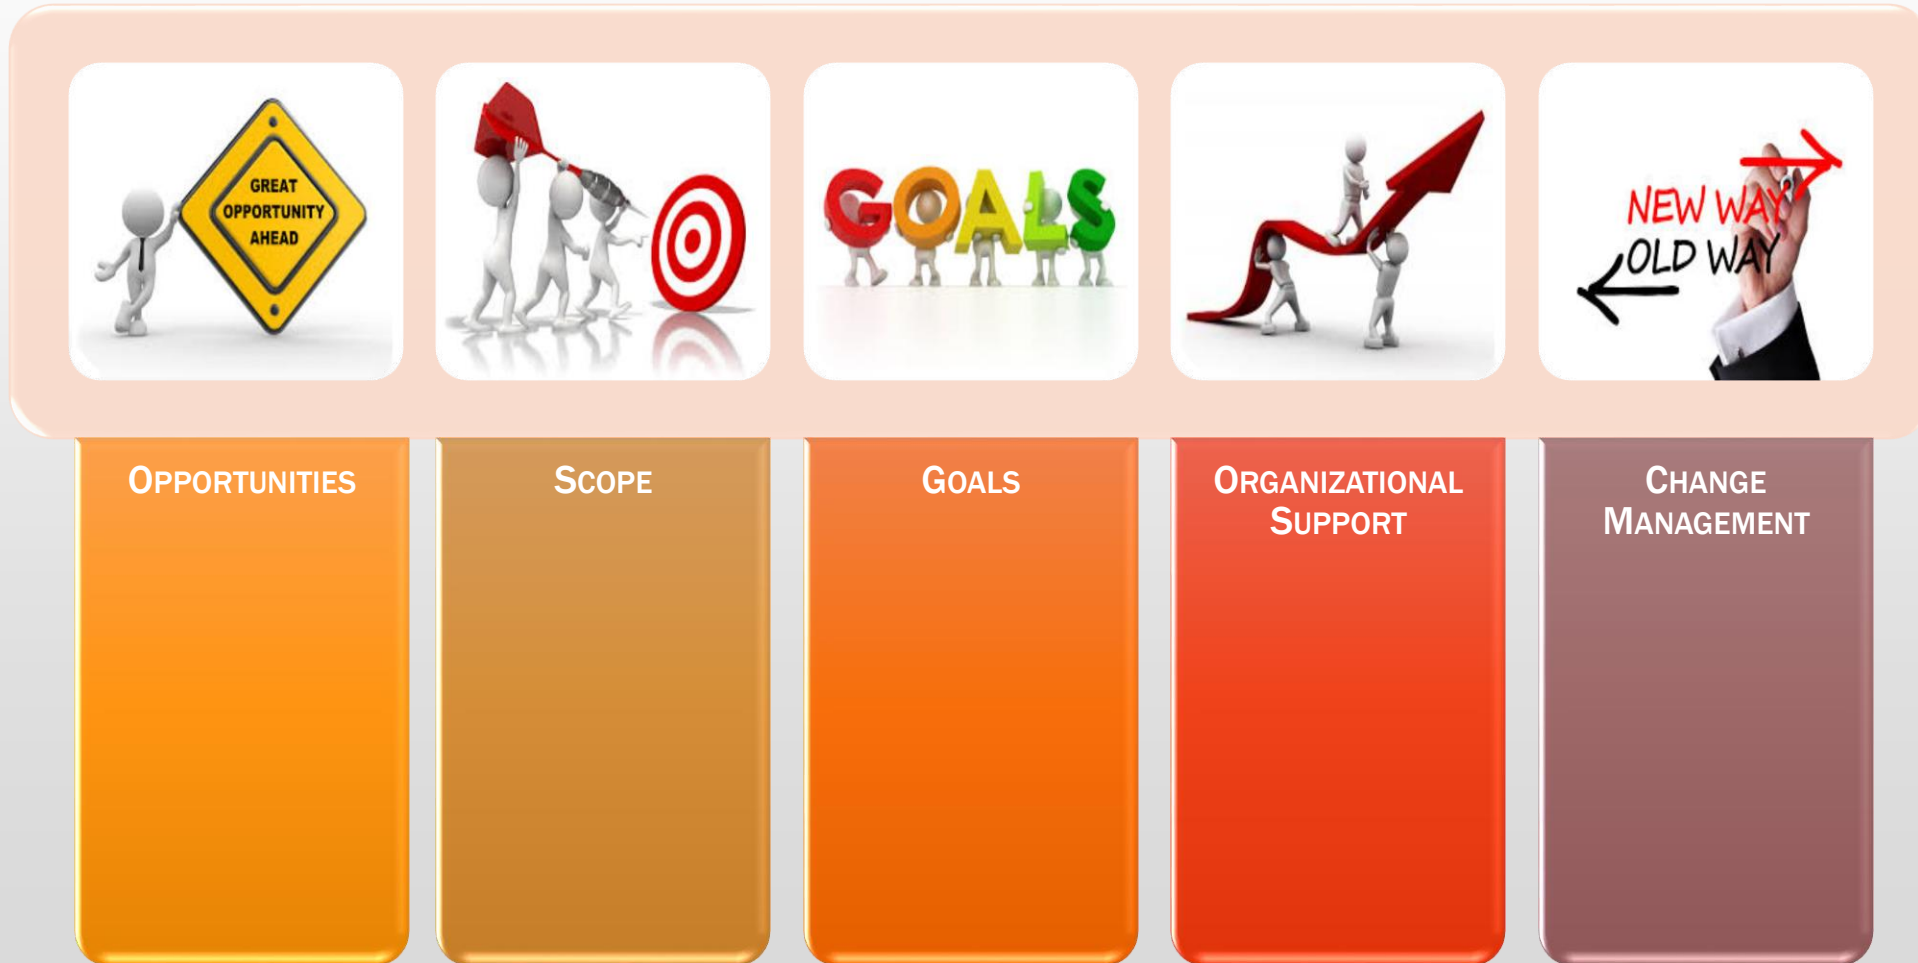 GREAT
OPPORTUNITY
AHEAD
GOALS
NEW WAY
OLD WAY
OPPORTUNITIES
SCOPE
GOALS
ORGANIZATIONAL
SUPPORT
CHANGE
MANAGEMENT